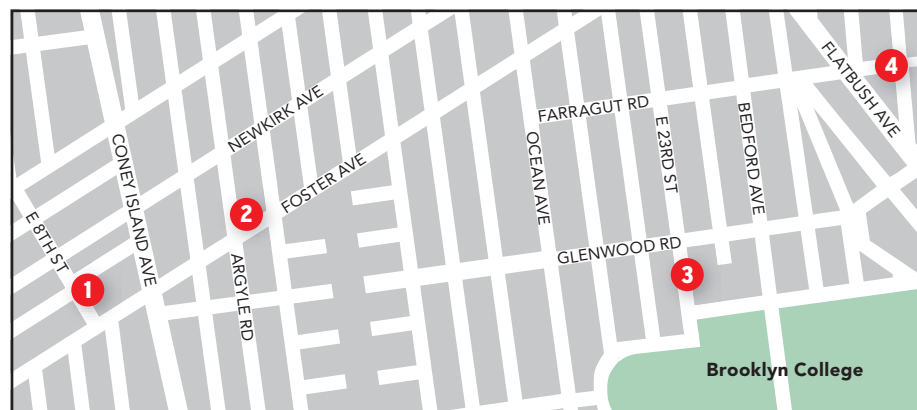 FLATBUSH AVE
4
NEWKIRK AVE
FARRAGUT RD
CONEY ISLAND AVE
OCEAN AVE
E 23RD ST
BEDFORD AVE
FOSTER AVE
2
E 8TH ST
1
ARGYLE RD
GLENWOOD RD
3
Brooklyn College